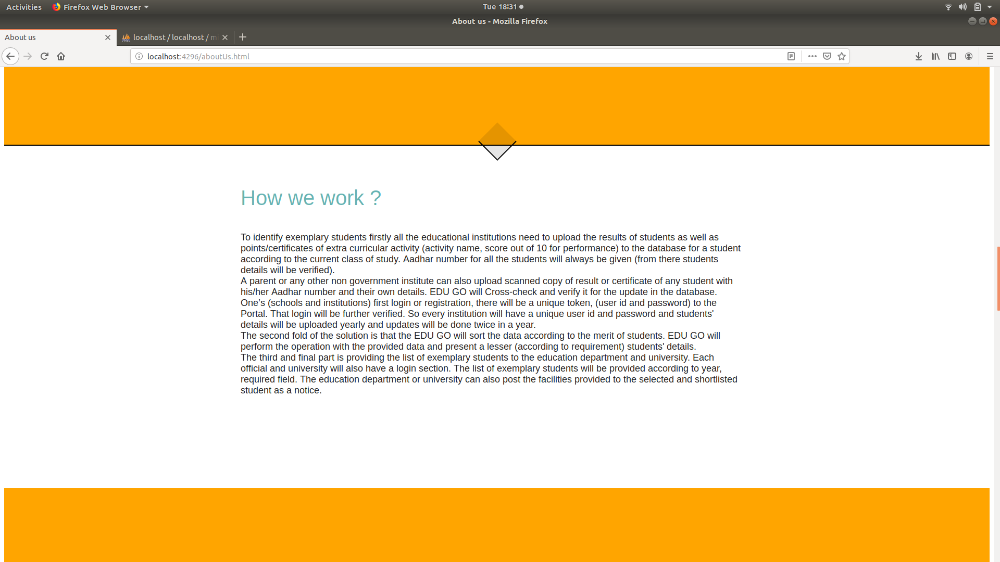 Activities Firefox Web Browser Tue 18:31
About us - Mozilla Firefox
About us localhost / localhost / m
localhost:4296/aboutUs.html
How we work ?
To identify exemplary students firstly all the educational institutions need to upload the results of students as well as
points/certificates of extra curricular activity (activity name, score out of 10 for performance) to the database for a student
according to the current class of study. Aadhar number for all the students will always be given (from there students
details will be verified).
A parent or any other non government institute can also upload scanned copy of result or certificate of any student with
his/her Aadhar number and their own details. EDU GO will Cross-check and verify it for the update in the database.
One’s (schools and institutions) first login or registration, there will be a unique token, (user id and password) to the
Portal. That login will be further verified. So every institution will have a unique user id and password and students'
details will be uploaded yearly and updates will be done twice in a year.
The second fold of the solution is that the EDU GO will sort the data according to the merit of students. EDU GO will
perform the operation with the provided data and present a lesser (according to requirement) students' details.
The third and final part is providing the list of exemplary students to the education department and university. Each
official and university will also have a login section. The list of exemplary students will be provided according to year,
required field. The education department or university can also post the facilities provided to the selected and shortlisted
student as a notice.